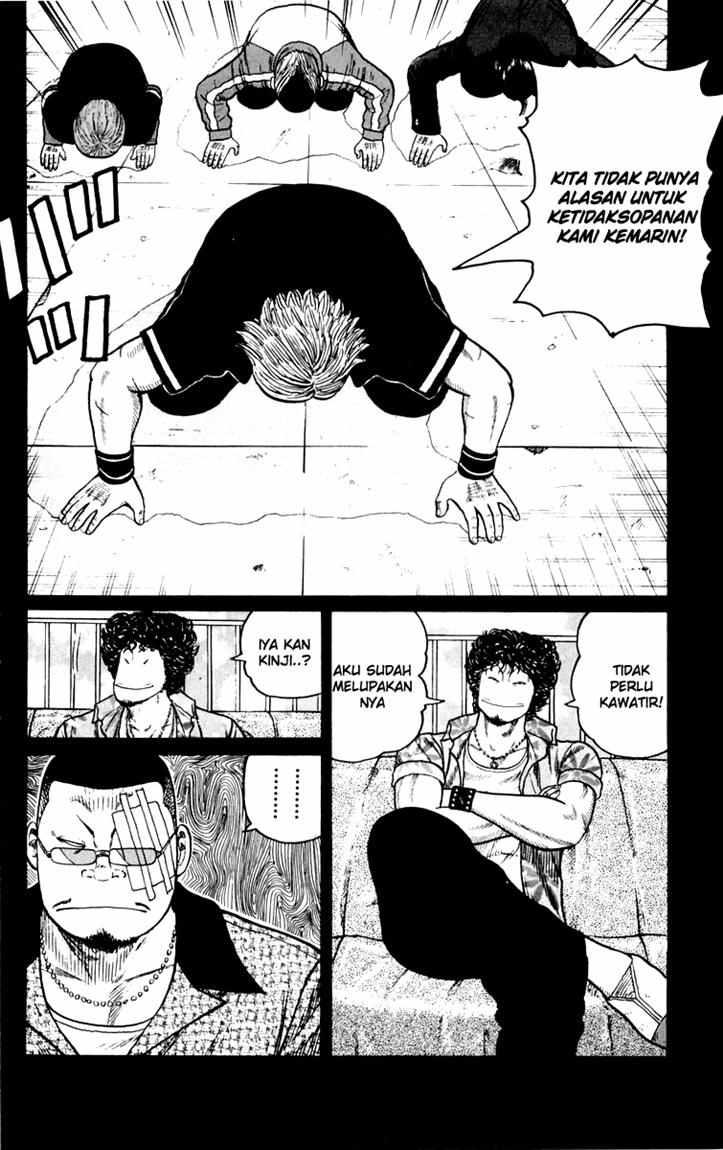 KITA TIDAK PUNYA
ALASAN UNTUK
KETIDAKSOPANAN
KAMI KEMARIN!
TIDAK
PERLU
KAWATIR!
AKU SUDAH
MELUPAKAN
NYA
IYA KAN
KINJI..?
.......
.......